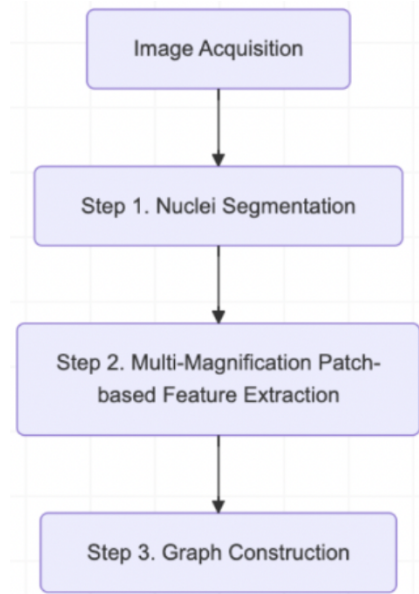 Image Acquisition
Step 1. Nuclei Segmentation
Step 2. Multi-Magnification Patch-
based Feature Extraction
Step 3. Graph Construction